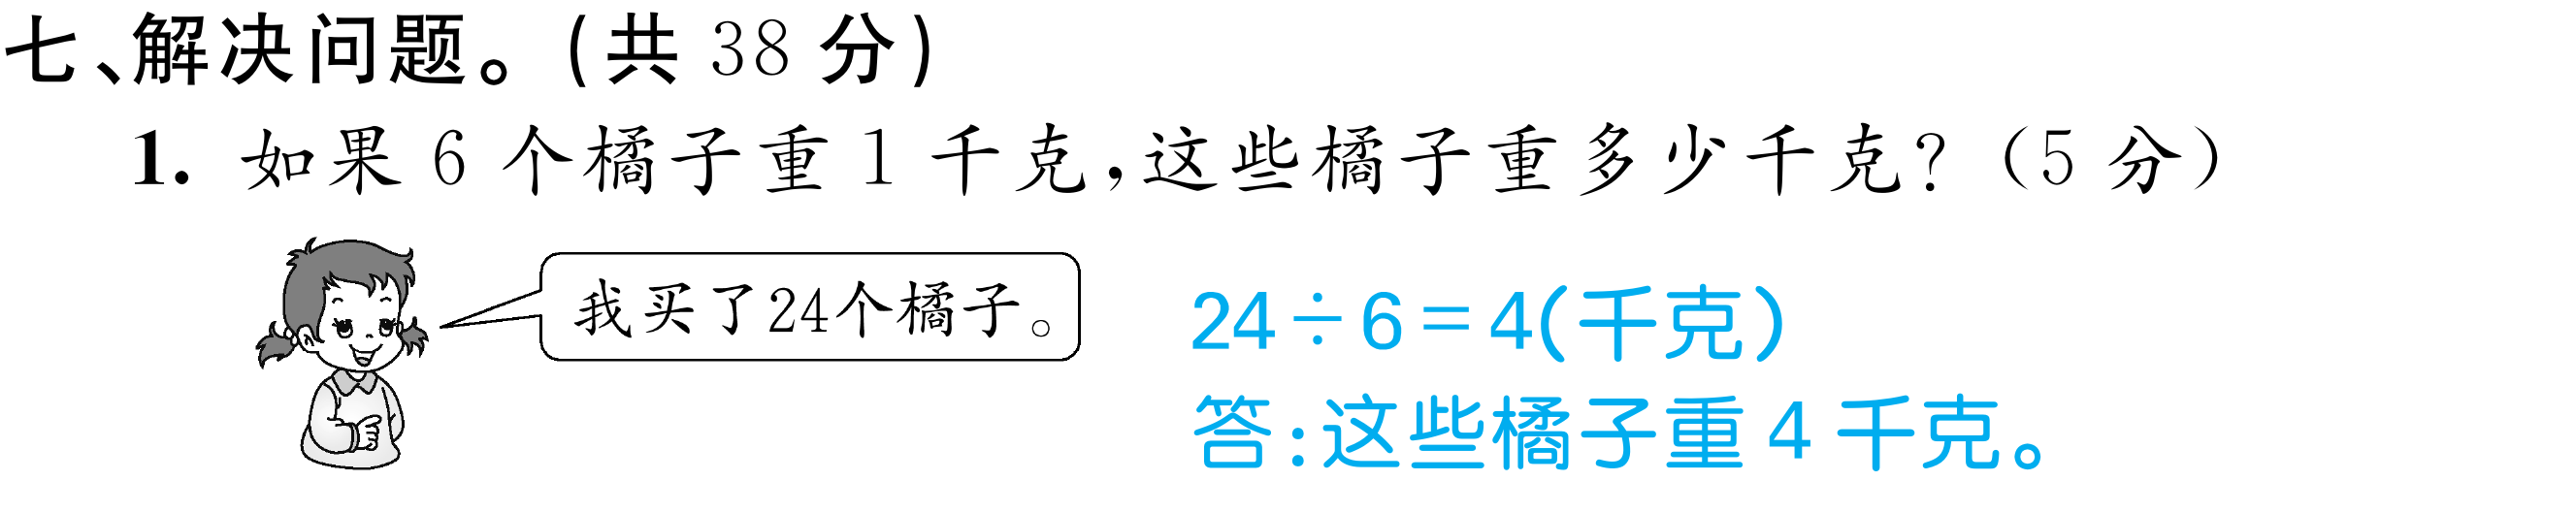 七、解决问题。(共 38 分)
1. 如果 6 个橘子重 1 千克,这些橘子重多少千克?(5 分)
我买了24个橘子。
24÷6=4(千克)
答:这些橘子重 4 千克。